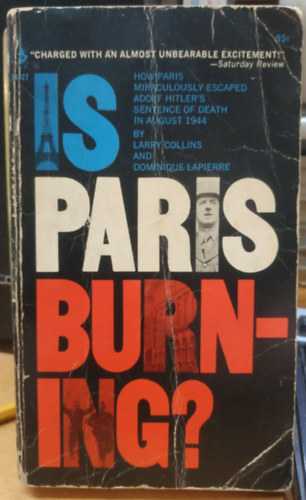 "CHARGED WITH AN ALMOST UNBEARABLE EXCITEMENT!"
—Saturday Review
95c
HOW PARIS
MIRACULOUSLY ESCAPED
ADOLF HITLER'S
SENTENCE OF DEATH
IN AUGUST 1944
BY
LARRY COLLINS
AND
DOMINIQUE LAPIERRE
IS
PARIS
BURN-
ING?